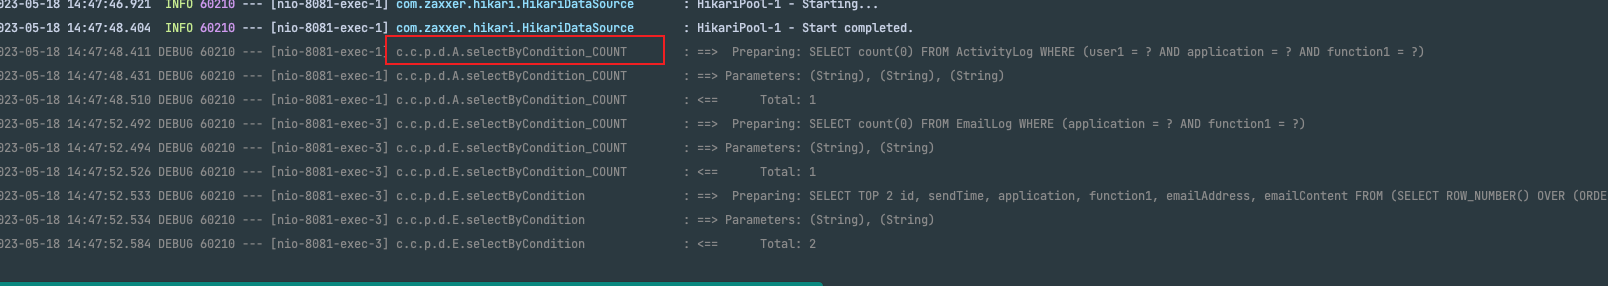 023-05-18 14:47:46.921  INFO 60210 --- [nio-8081-exec-1] com.zaxxer.hikari.HikariDataSource       : HikariPool-1 - Starting...
023-05-18 14:47:48.404  INFO 60210 --- [nio-8081-exec-1] com.zaxxer.hikari.HikariDataSource       : HikariPool-1 - Start completed.
023-05-18 14:47:48.411 DEBUG 60210 --- [nio-8081-exec-1] c.c.p.d.A.selectByCondition_COUNT        : ==>  Preparing: SELECT count(0) FROM ActivityLog WHERE (user1 = ? AND application = ? AND function1 = ?)
023-05-18 14:47:48.431 DEBUG 60210 --- [nio-8081-exec-1] c.c.p.d.A.selectByCondition_COUNT        : ==> Parameters: (String), (String), (String)
023-05-18 14:47:48.510 DEBUG 60210 --- [nio-8081-exec-1] c.c.p.d.A.selectByCondition_COUNT        : <==      Total: 1
023-05-18 14:47:52.492 DEBUG 60210 --- [nio-8081-exec-3] c.c.p.d.E.selectByCondition_COUNT        : ==>  Preparing: SELECT count(0) FROM EmailLog WHERE (application = ? AND function1 = ?)
023-05-18 14:47:52.494 DEBUG 60210 --- [nio-8081-exec-3] c.c.p.d.E.selectByCondition_COUNT        : ==> Parameters: (String), (String)
023-05-18 14:47:52.526 DEBUG 60210 --- [nio-8081-exec-3] c.c.p.d.E.selectByCondition_COUNT        : <==      Total: 1
023-05-18 14:47:52.533 DEBUG 60210 --- [nio-8081-exec-3] c.c.p.d.E.selectByCondition              : ==>  Preparing: SELECT TOP 2 id, sendTime, application, function1, emailAddress, emailContent FROM (SELECT ROW_NUMBER() OVER (ORDE
023-05-18 14:47:52.534 DEBUG 60210 --- [nio-8081-exec-3] c.c.p.d.E.selectByCondition              : ==> Parameters: (String), (String)
023-05-18 14:47:52.584 DEBUG 60210 --- [nio-8081-exec-3] c.c.p.d.E.selectByCondition              : <==      Total: 2